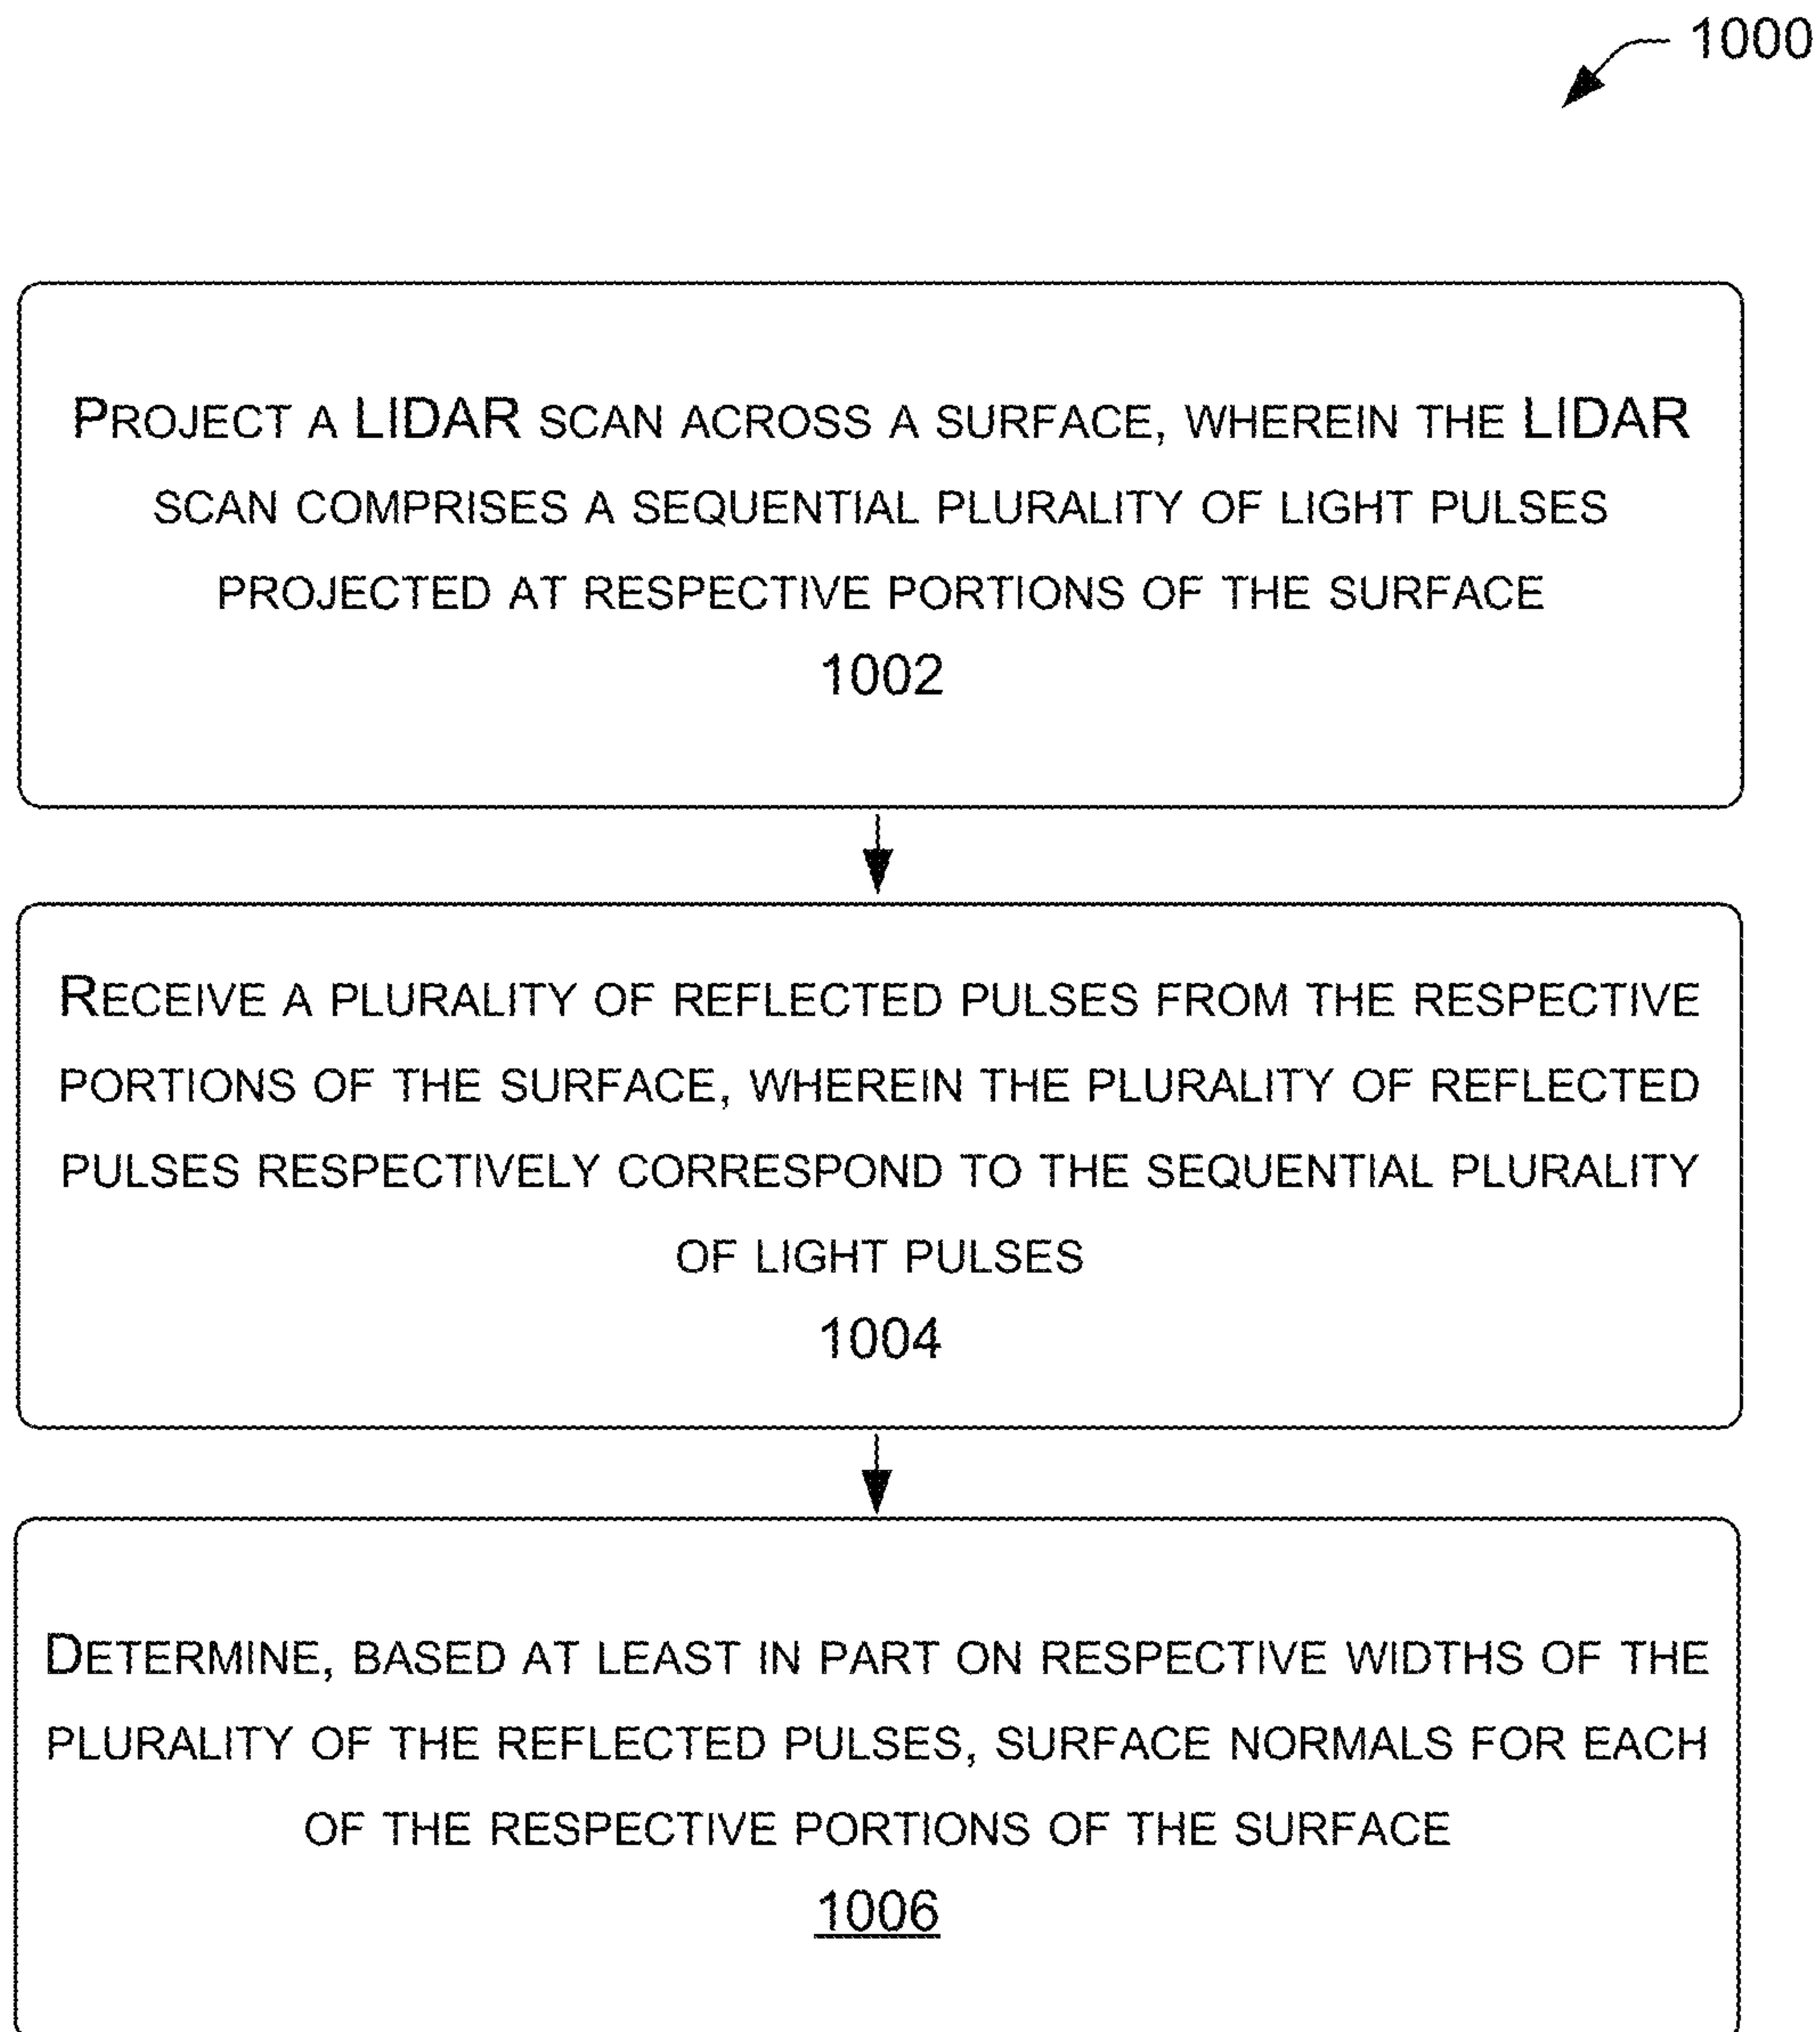 1000
PROJECT A LIDAR SCAN ACROSS A SURFACE, WHEREIN THE LIDAR
SCAN COMPRISES A SEQUENTIAL PLURALITY OF LIGHT PULSES
PROJECTED AT RESPECTIVE PORTIONS OF THE SURFACE
1002
RECEIVE A PLURALITY OF REFLECTED PULSES FROM THE RESPECTIVE
PORTIONS OF THE SURFACE, WHEREIN THE PLURALITY OF REFLECTED
PULSES RESPECTIVELY CORRESPOND TO THE SEQUENTIAL PLURALITY
OF LIGHT PULSES
1004
DETERMINE, BASED AT LEAST IN PART ON RESPECTIVE WIDTHS OF THE
PLURALITY OF THE REFLECTED PULSES, SURFACE NORMALS FOR EACH
OF THE RESPECTIVE PORTIONS OF THE SURFACE
1006